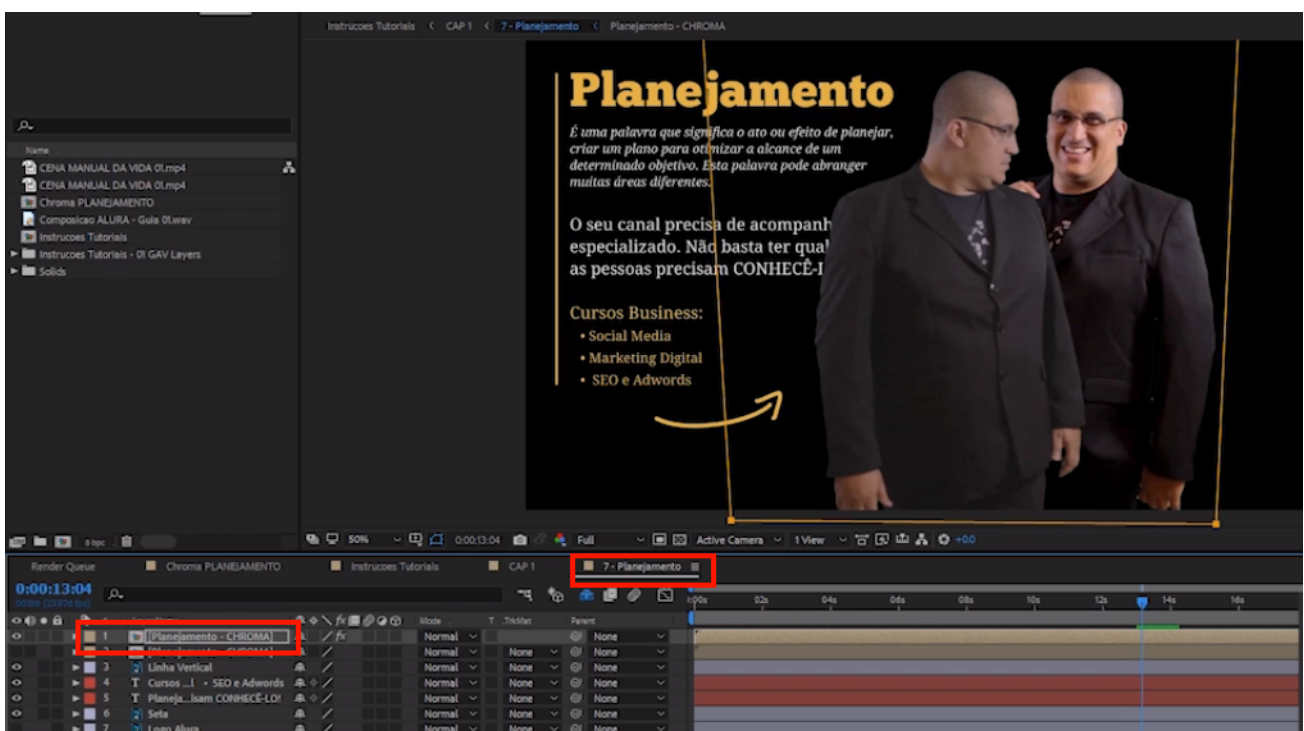 Instrucoes Tutoriais < CAP 1 < 7 - Planejamento < Planejamento - CHROMA
Planejamento
É uma palavra que significa o ato ou efeito de planejar,
criar um plano para otimizar a alcance de um
determinado objetivo. Esta palavra pode abranger
muitas áreas diferentes.
O seu canal precisa de acompanh
especializado. Não basta ter qual
as pessoas precisam CONHECÊ-L
Cursos Business:
• Social Media
• Marketing Digital
• SEO e Adwords
Name
CENA MANUAL DA VIDA 01.mp4
CENA MANUAL DA VIDA 01.mp4
Chroma PLANEJAMENTO
Composicao ALURA - Guia 01.wav
Instrucoes Tutoriais
Instrucoes Tutoriais - 01 GAV Layers
Solids
8 bpc
50% 0:00:13:04 Full Active Camera 1 View +0.0
Render Queue Chroma PLANEJAMENTO Instrucoes Tutoriais CAP 1 7 - Planejamento
0:00:13:04
00316 (23.976 fps)
:00s 02s 04s 06s 08s 10s 12s 14s 16s
Mode T .TrkMat Parent
1 [Planejamento - CHROMA] fx Normal None
2 [Planejamento - CHROMA] Normal None None
3 Linha Vertical Normal None None
4 T Cursos ...l • SEO e Adwords Normal None None
5 T Planeja...isam CONHECÊ-LO! Normal None None
6 Seta Normal None None
7 Logo Alura Normal None None